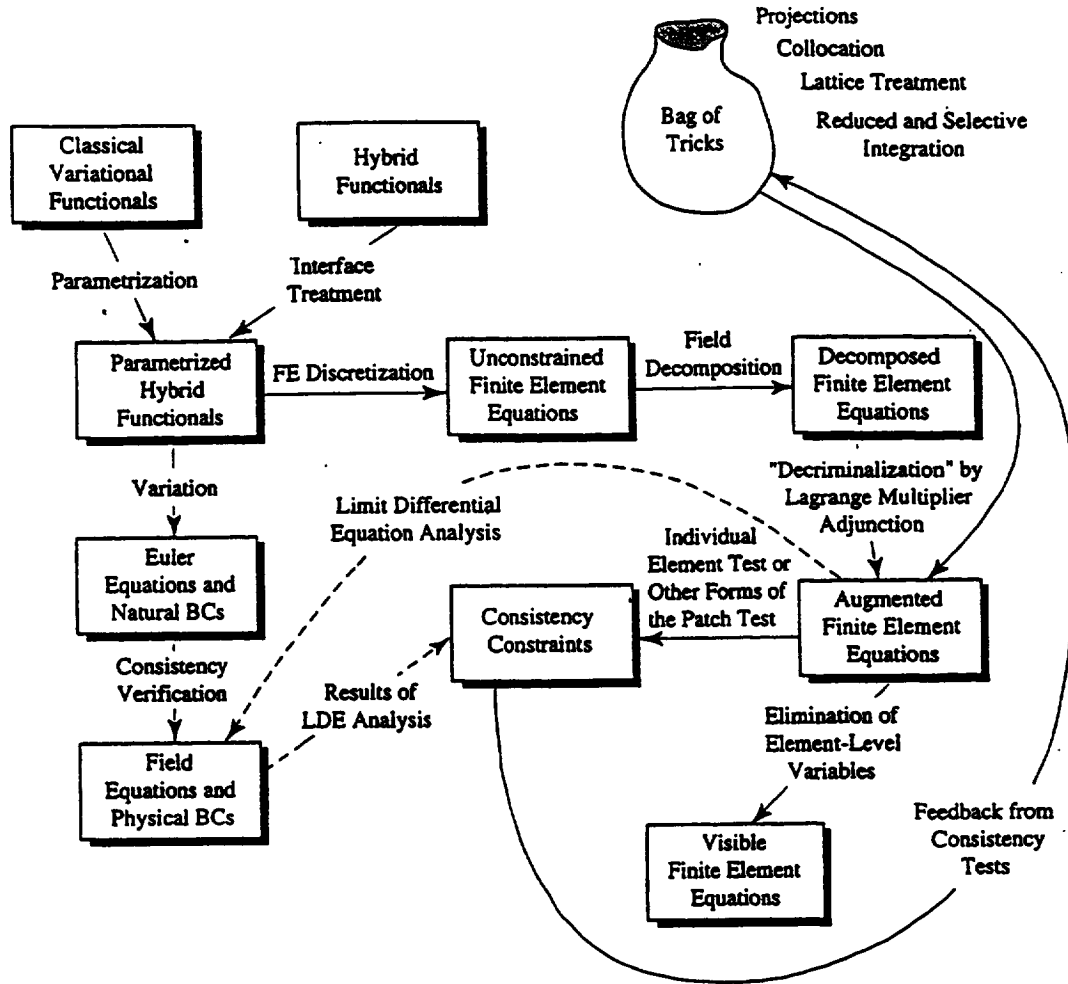 Projections
Collocation
Lattice Treatment
Reduced and Selective
Integration
Bag of
Tricks
Classical
Variational
Functionals
Hybrid
Functionals
Parametrization
Interface
Treatment
Parametrized
Hybrid
Functionals
FE Discretization
Unconstrained
Finite Element
Equations
Field
Decomposition
Decomposed
Finite Element
Equations
Variation
Limit Differential
Equation Analysis
"Decriminalization" by
Lagrange Multiplier
Adjunction
Euler
Equations and
Natural BCs
Individual
Element Test or
Other Forms of
the Patch Test
Consistency
Constraints
Augmented
Finite Element
Equations
Consistency
Verification
Results of
LDE Analysis
Field
Equations and
Physical BCs
Elimination of
Element-Level
Variables
Visible
Finite Element
Equations
Feedback from
Consistency
Tests